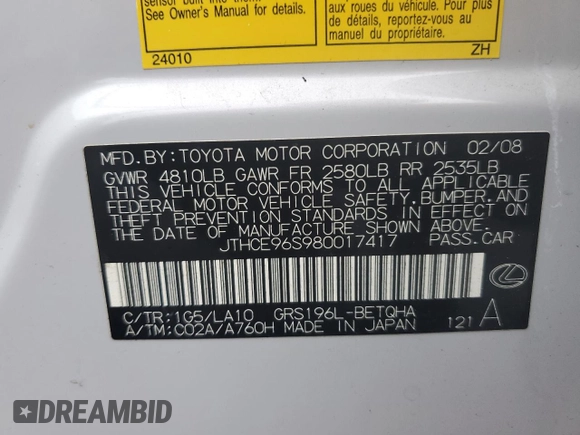 sensor built into them.
See Owner's Manual for details.
24010
aux roues du véhicule. Pour
plus de détails, reportez-vous au
manuel du propriétaire.
ZH
MFD. BY: TOYOTA MOTOR CORPORATION 02/08
GVWR 4810LB GAWR FR 2580LB RR 2535LB
THIS VEHICLE CONFORMS TO ALL APPLICABLE
FEDERAL MOTOR VEHICLE SAFETY, BUMPER, AND
THEFT PREVENTION STANDARDS IN EFFECT ON
THE DATE OF MANUFACTURE SHOWN ABOVE.
JTHCE96S980017417 PASS. CAR
C/TR: 1G5/LA10 GRS196L-BETQHA
A/TM: C02A/A760H MADE IN JAPAN 121 A
DREAMBID